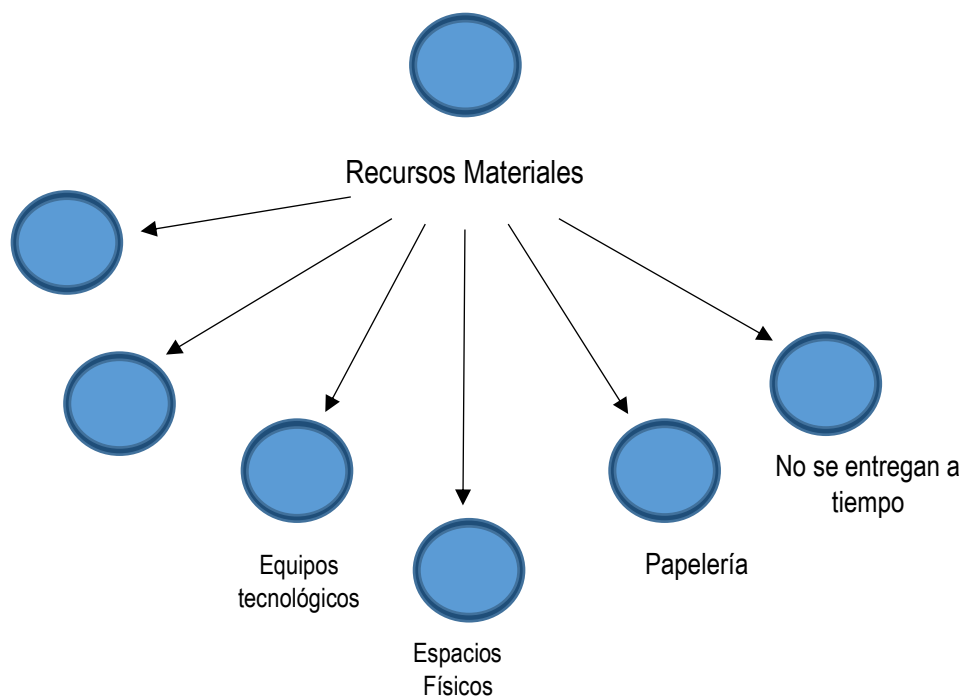 Recursos Materiales
No se entregan a
tiempo
Equipos
tecnológicos
Papelería
Espacios
Físicos